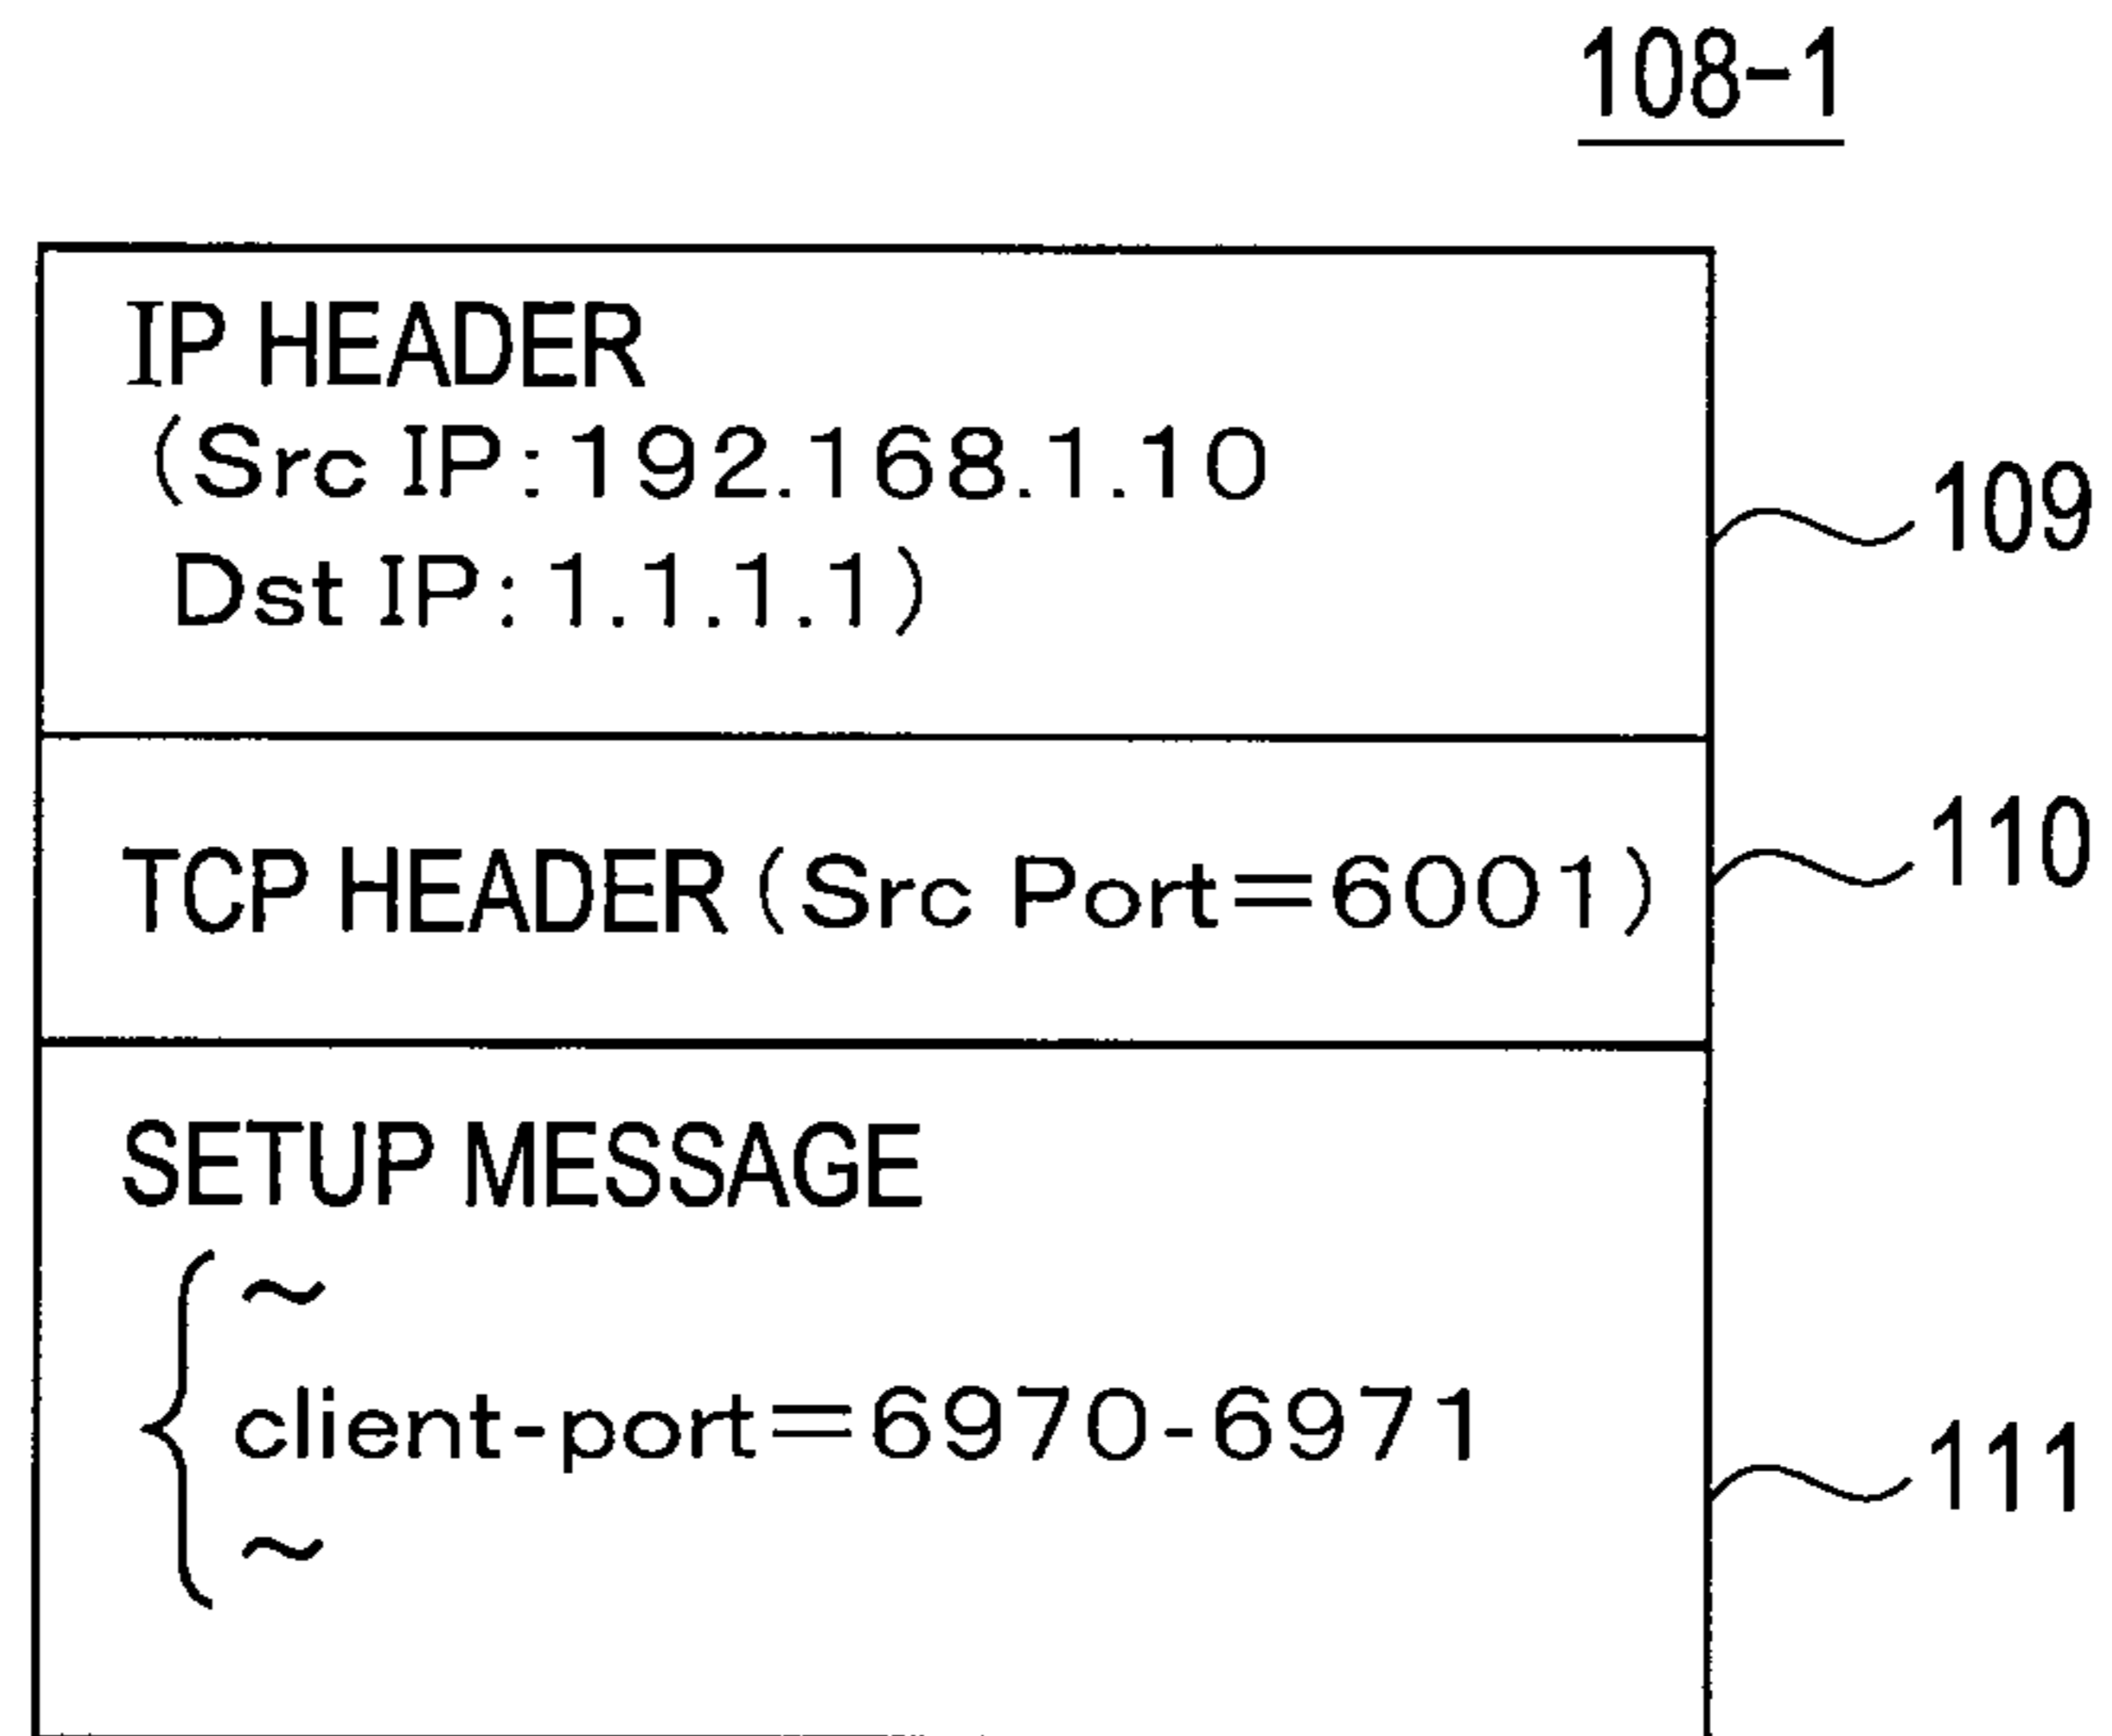 108-1
IP HEADER
(Src IP:192.168.1.10
109
Dst IP:1.1.1.1)
TCP HEADER(Src Port=6001)
110
SETUP MESSAGE
~
client-port=6970-6971
111
~